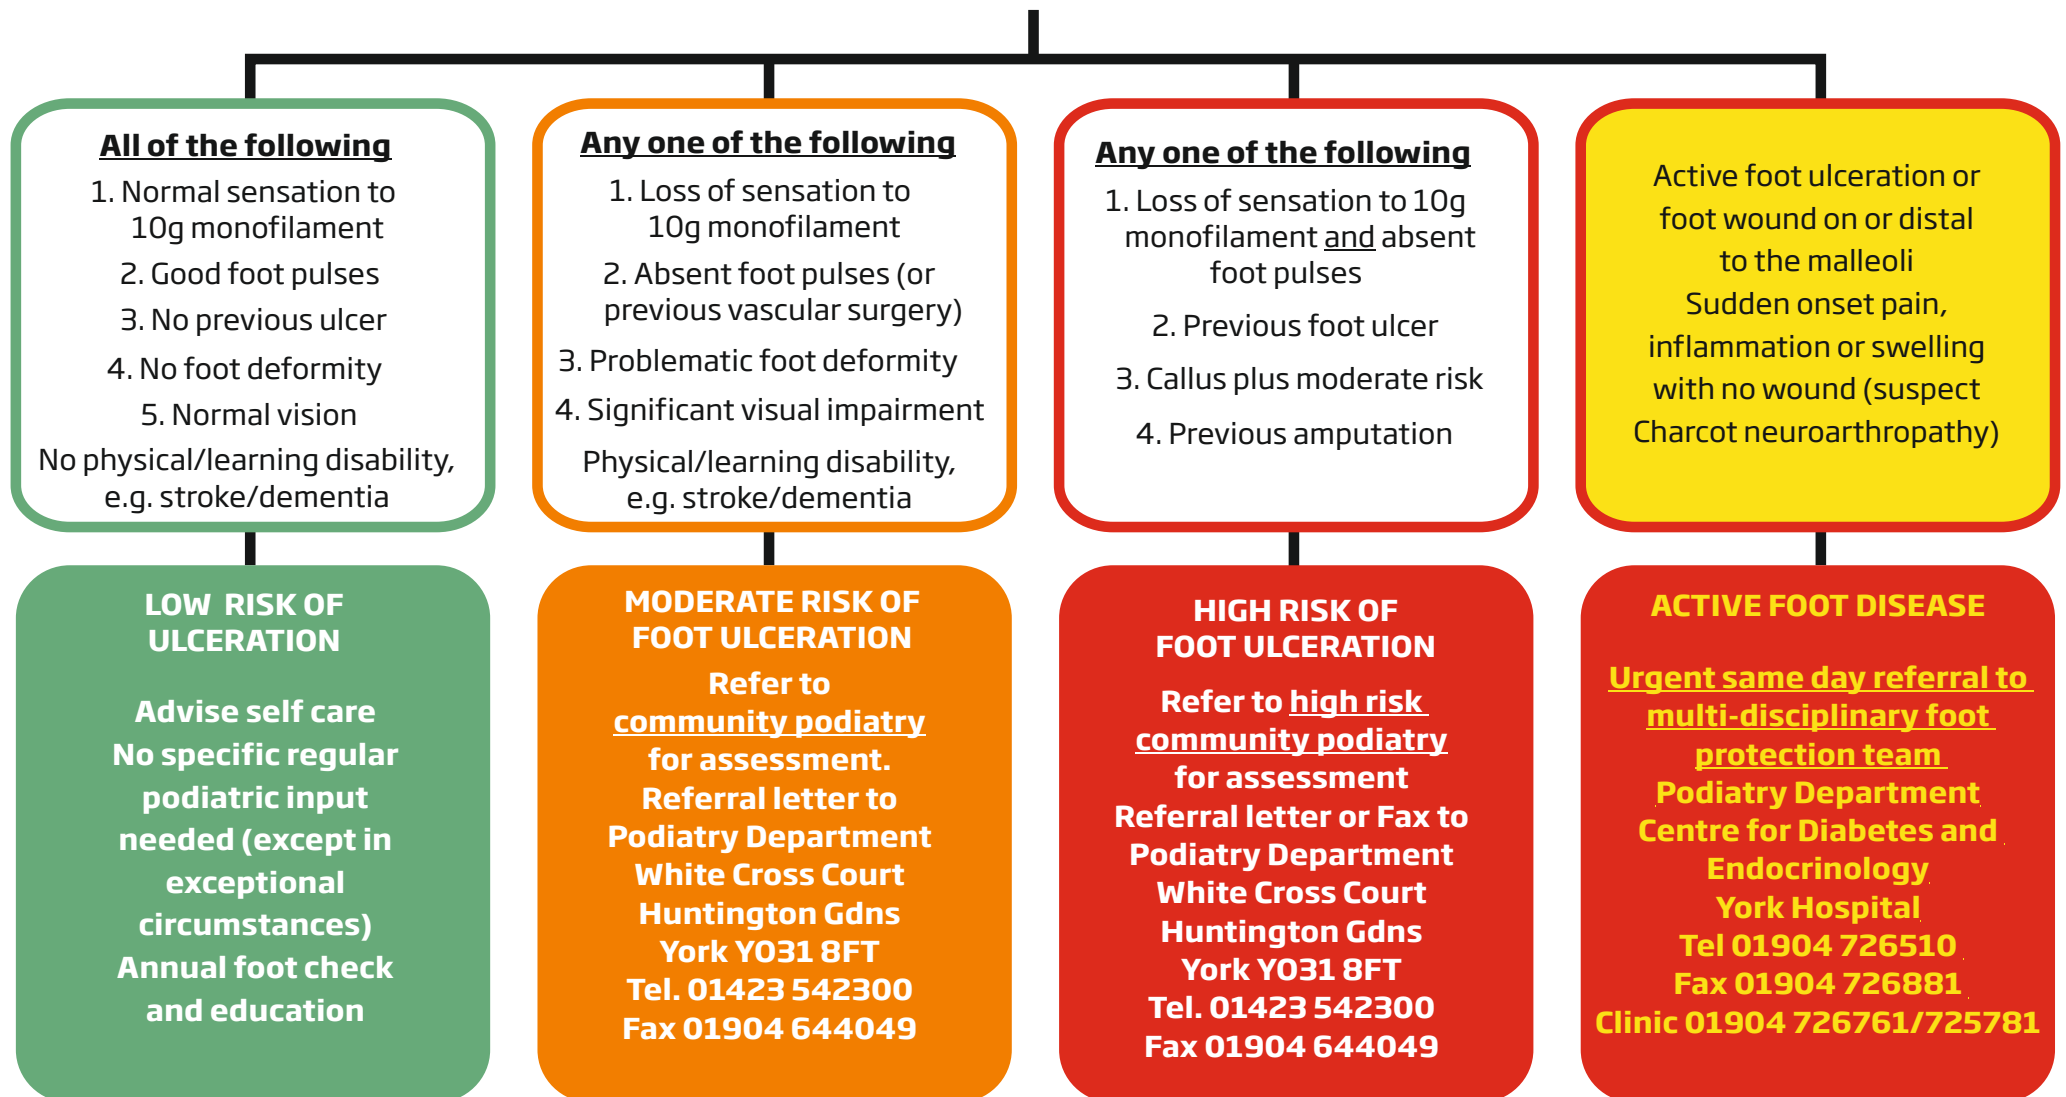 All of the following
1. Normal sensation to
10g monofilament
2. Good foot pulses
3. No previous ulcer
4. No foot deformity
5. Normal vision
No physical/learning disability,
e.g. stroke/dementia
LOW RISK OF
ULCERATION
Advise self care
No specific regular
podiatric input
needed (except in
exceptional
circumstances)
Annual foot check
and education
Any one of the following
1. Loss of sensation to
10g monofilament
2. Absent foot pulses (or
previous vascular surgery)
3. Problematic foot deformity
4. Significant visual impairment
Physical/learning disability,
e.g. stroke/dementia
MODERATE RISK OF
FOOT ULCERATION
Refer to
community podiatry
for assessment.
Referral letter to
Podiatry Department
White Cross Court
Huntington Gdns
York YO31 8FT
Tel. 01423 542300
Fax 01904 644049
Any one of the following
1. Loss of sensation to 10g
monofilament and absent
foot pulses
2. Previous foot ulcer
3. Callus plus moderate risk
4. Previous amputation
HIGH RISK OF
FOOT ULCERATION
Refer to high risk
community podiatry
for assessment
Referral letter or Fax to
Podiatry Department
White Cross Court
Huntington Gdns
York YO31 8FT
Tel. 01423 542300
Fax 01904 644049
Active foot ulceration or
foot wound on or distal
to the malleoli
Sudden onset pain,
inflammation or swelling
with no wound (suspect
Charcot neuroarthropathy)
ACTIVE FOOT DISEASE
Urgent same day referral to
multi-disciplinary foot
protection team
Podiatry Department
Centre for Diabetes and
Endocrinology
York Hospital
Tel 01904 726510
Fax 01904 726881
Clinic 01904 726761/725781